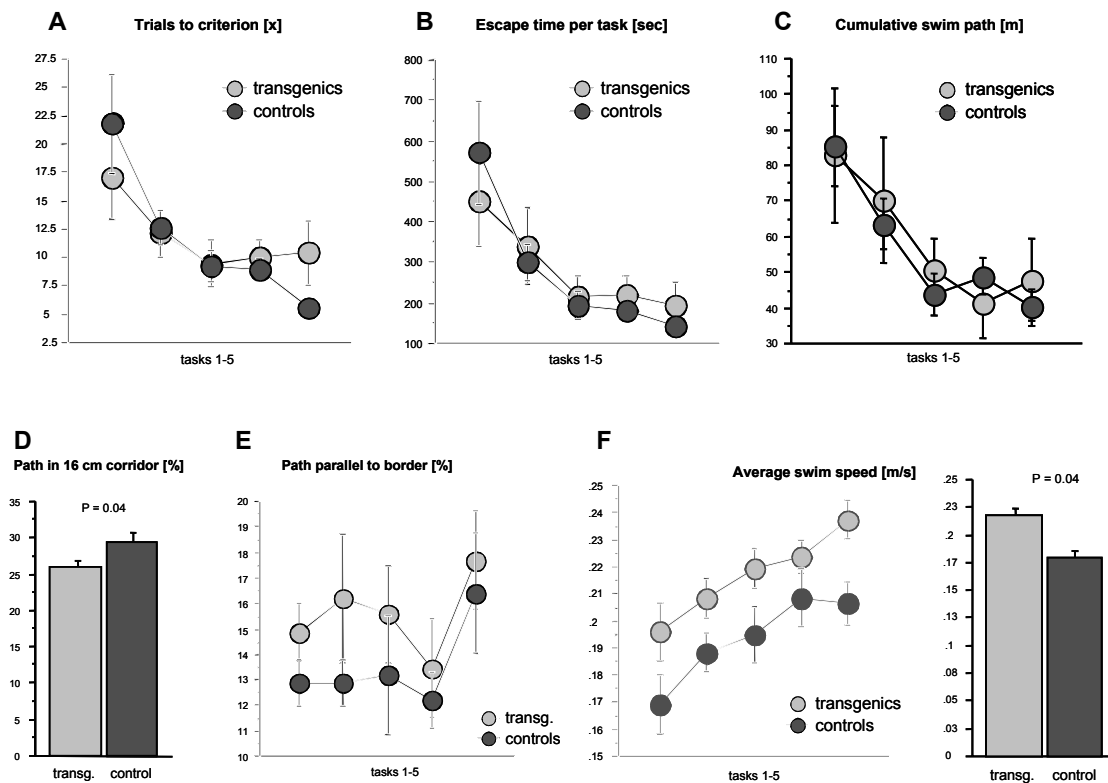 A
Trials to criterion [x]
27.5
25
22.5
20
17.5
15
12.5
10
7.5
5
2.5
transgenics
controls
tasks 1-5
B
Escape time per task [sec]
800
700
600
500
400
300
200
100
transgenics
controls
tasks 1-5
C
Cumulative swim path [m]
110
100
90
80
70
60
50
40
30
transgenics
controls
tasks 1-5
D
Path in 16 cm corridor [%]
35
30
25
20
15
10
5
0
P = 0.04
transg.
control
E
Path parallel to border [%]
20
19
18
17
16
15
14
13
12
11
10
transg.
controls
tasks 1-5
F
Average swim speed [m/s]
.25
.24
.23
.22
.21
.2
.19
.18
.17
.16
.15
transgenics
controls
tasks 1-5
.25
.23
.2
.17
.15
.13
.1
.08
.05
.03
0
P = 0.04
transg.
control